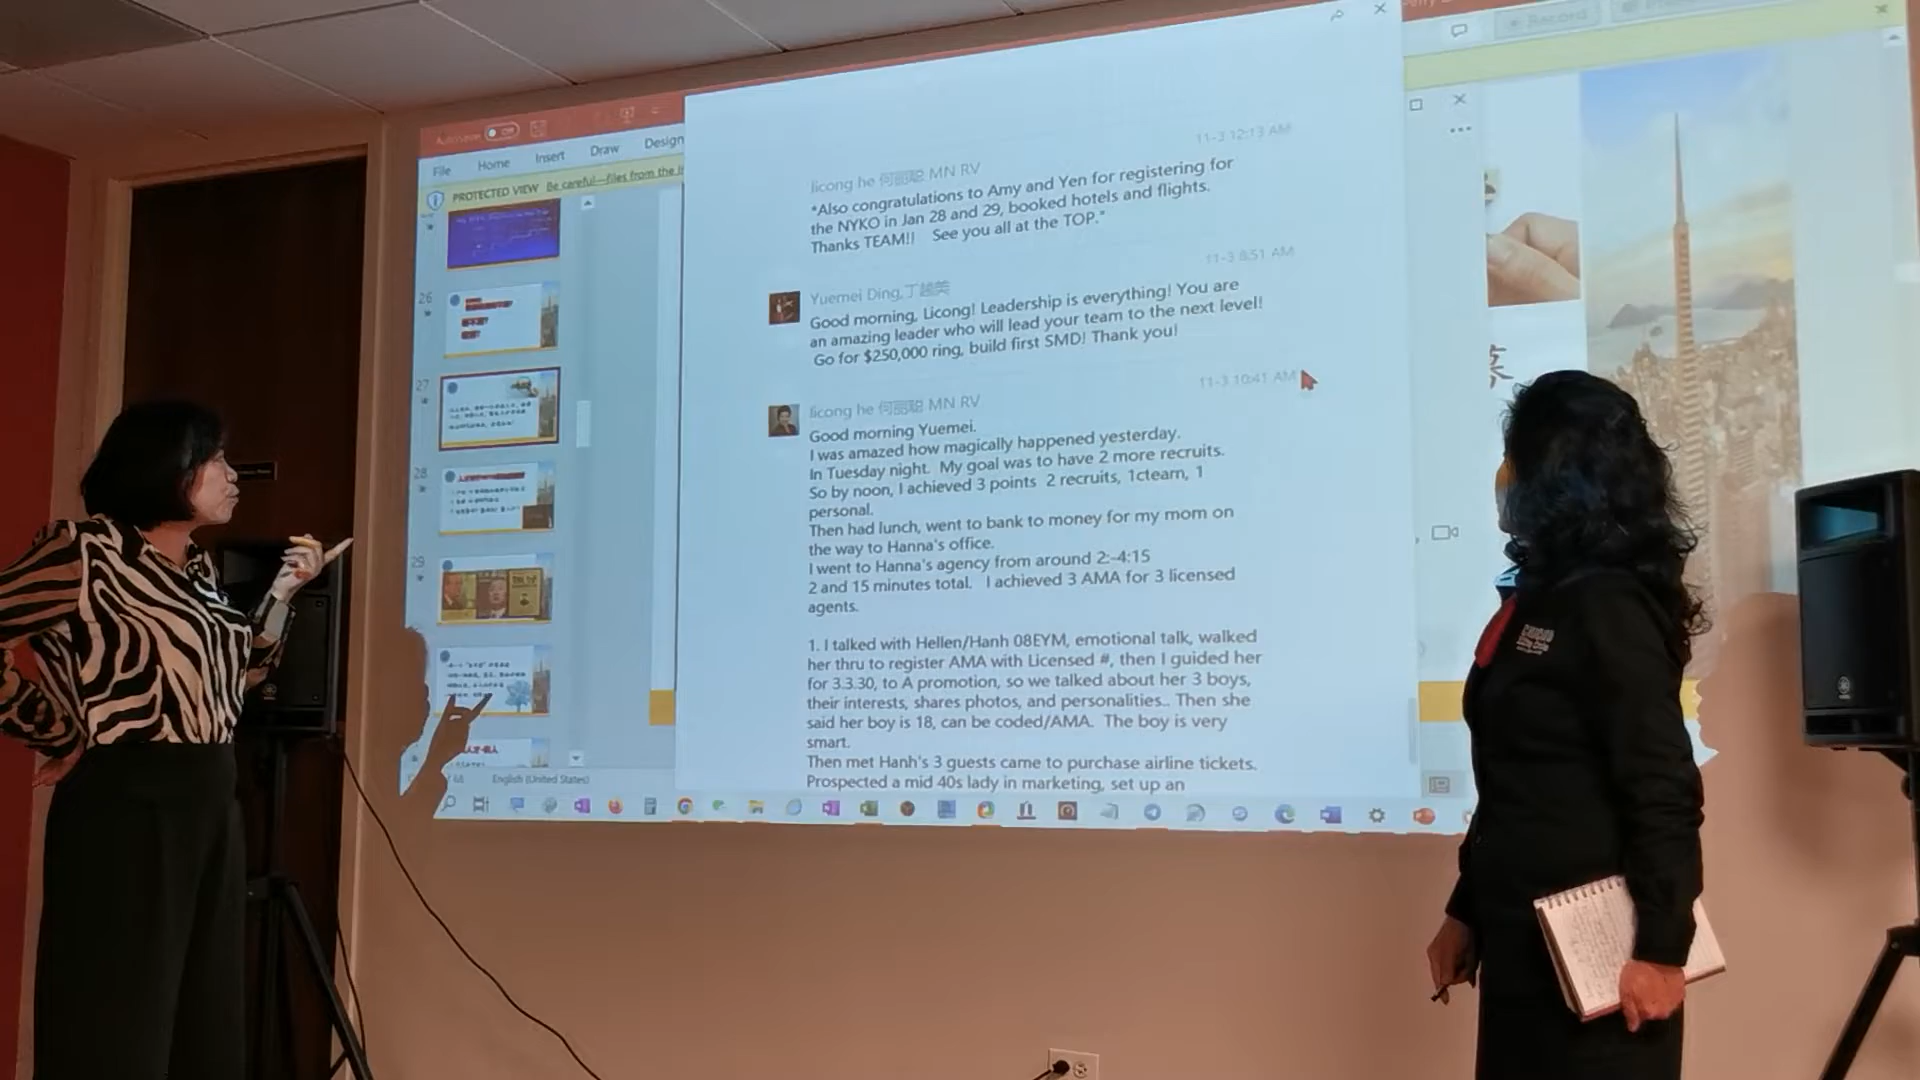 AutoSave Off
File Home Insert Draw Design
PROTECTED VIEW Be careful—files from the I
26
27
28
29
English (United States)
Record
11-3 12:13 AM
licong he 何丽聪 MN RV
*Also congratulations to Amy and Yen for registering for
the NYKO in Jan 28 and 29, booked hotels and flights.
Thanks TEAM!! See you all at the TOP."
11-3 8:51 AM
Yuemei Ding,丁越美
Good morning, Licong! Leadership is everything! You are
an amazing leader who will lead your team to the next level!
Go for $250,000 ring, build first SMD! Thank you!
11-3 10:41 AM
licong he 何丽聪 MN RV
Good morning Yuemei.
I was amazed how magically happened yesterday.
In Tuesday night. My goal was to have 2 more recruits.
So by noon, I achieved 3 points 2 recruits, 1cteam, 1
personal.
Then had lunch, went to bank to money for my mom on
the way to Hanna's office.
I went to Hanna's agency from around 2:-4:15
2 and 15 minutes total. I achieved 3 AMA for 3 licensed
agents.
1. I talked with Hellen/Hanh 08EYM, emotional talk, walked
her thru to register AMA with Licensed #, then I guided her
for 3.3.30, to A promotion, so we talked about her 3 boys,
their interests, shares photos, and personalities.. Then she
said her boy is 18, can be coded/AMA. The boy is very
smart.
Then met Hanh's 3 guests came to purchase airline tickets.
Prospected a mid 40s lady in marketing, set up an